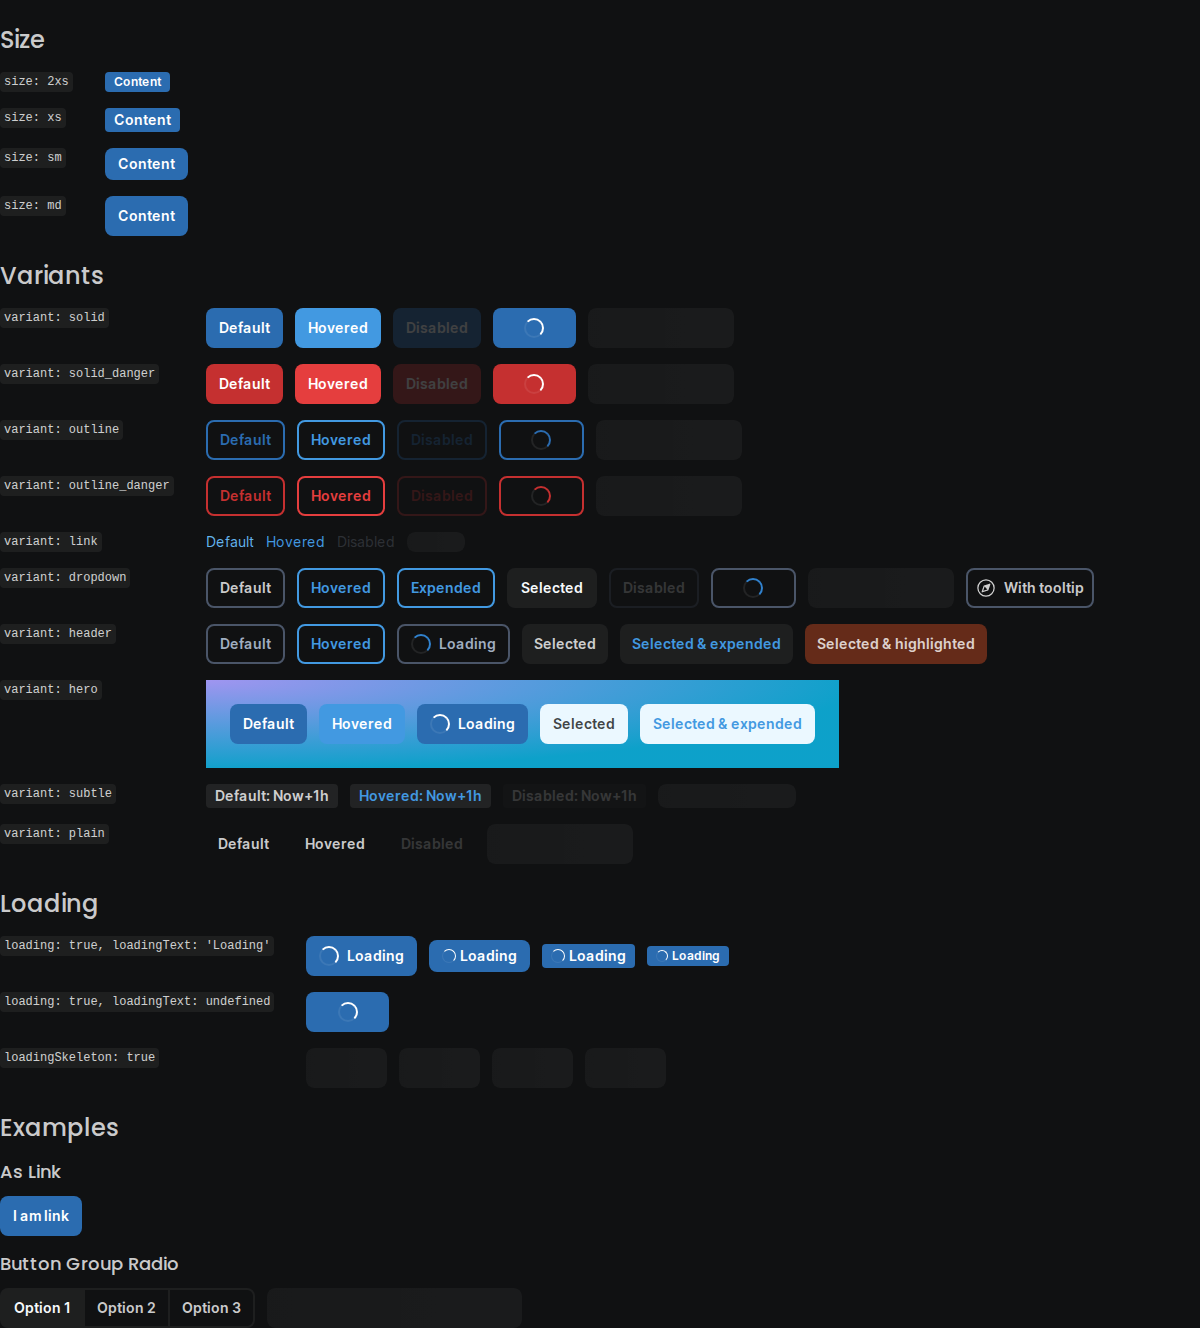 Size
size: 2xs Content
size: xs Content
size: sm Content
size: md Content
Variants
variant: solid Default Hovered Disabled
variant: solid_danger Default Hovered Disabled
variant: outline Default Hovered Disabled
variant: outline_danger Default Hovered Disabled
variant: link Default Hovered Disabled
variant: dropdown Default Hovered Expended Selected Disabled With tooltip
variant: header Default Hovered Loading Selected Selected & expended Selected & highlighted
variant: hero Default Hovered Loading Selected Selected & expended
variant: subtle Default: Now+1h Hovered: Now+1h Disabled: Now+1h
variant: plain Default Hovered Disabled
Loading
loading: true, loadingText: 'Loading' Loading Loading Loading Loading
loading: true, loadingText: undefined
loadingSkeleton: true
Examples
As Link
I am link
Button Group Radio
Option 1 Option 2 Option 3